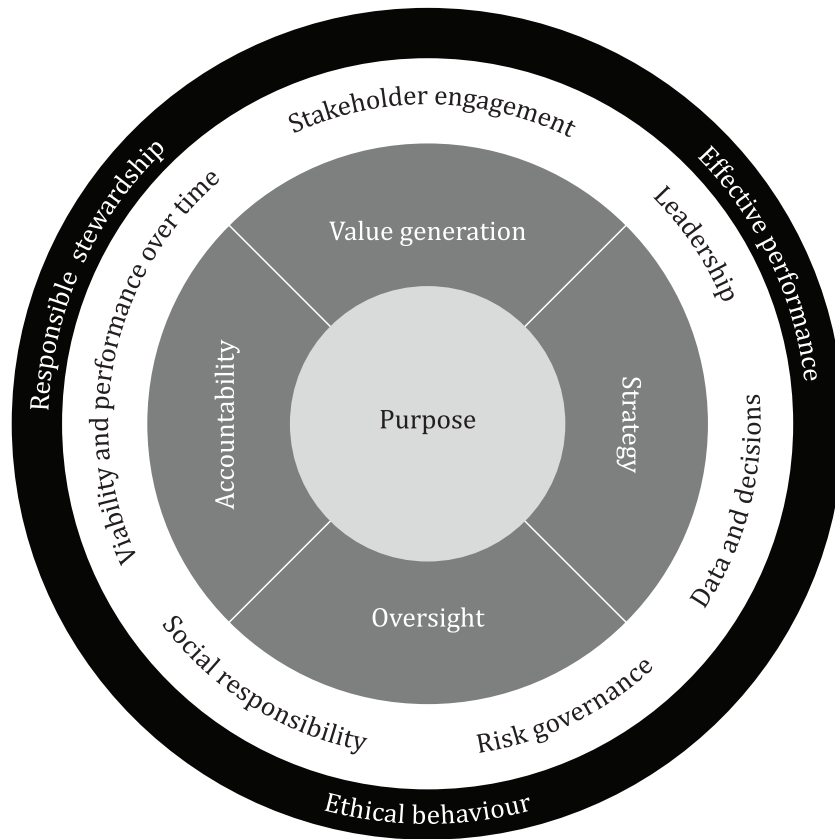 Stakeholder engagement
Effective performance
Responsible stewardship
Leadership
Viability and performance over time
Value generation
Accountability
Purpose
Strategy
Data and decisions
Oversight
Social responsibility
Risk governance
Ethical behaviour